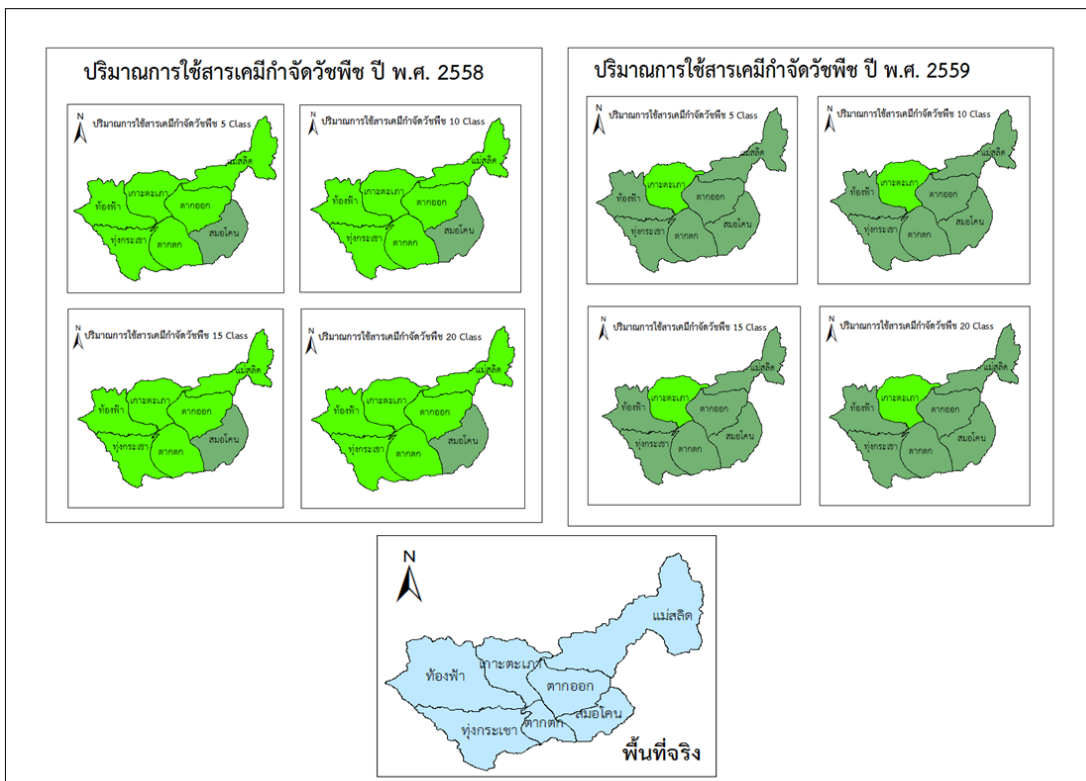 ปริมาณการใช้สารเคมีกำจัดวัชพืช ปี พ.ศ. 2558
N
ปริมาณการใช้สารเคมีกำจัดวัชพืช 5 Class
แม่สลิด
เกาะตะเภา
ท้องฟ้า
ตากออก
สมอโคน
ทุ่งกระเชา
ตากตก
N
ปริมาณการใช้สารเคมีกำจัดวัชพืช 10 Class
แม่สลิด
เกาะตะเภา
ท้องฟ้า
ตากออก
สมอโคน
ทุ่งกระเชา
ตากตก
N
ปริมาณการใช้สารเคมีกำจัดวัชพืช 15 Class
แม่สลิด
เกาะตะเภา
ท้องฟ้า
ตากออก
สมอโคน
ทุ่งกระเชา
ตากตก
N
ปริมาณการใช้สารเคมีกำจัดวัชพืช 20 Class
แม่สลิด
เกาะตะเภา
ท้องฟ้า
ตากออก
สมอโคน
ทุ่งกระเชา
ตากตก
ปริมาณการใช้สารเคมีกำจัดวัชพืช ปี พ.ศ. 2559
N
ปริมาณการใช้สารเคมีกำจัดวัชพืช 5 Class
แม่สลิด
เกาะตะเภา
ท้องฟ้า
ตากออก
สมอโคน
ทุ่งกระเชา
ตากตก
N
ปริมาณการใช้สารเคมีกำจัดวัชพืช 10 Class
แม่สลิด
เกาะตะเภา
ท้องฟ้า
ตากออก
สมอโคน
ทุ่งกระเชา
ตากตก
N
ปริมาณการใช้สารเคมีกำจัดวัชพืช 15 Class
แม่สลิด
เกาะตะเภา
ท้องฟ้า
ตากออก
สมอโคน
ทุ่งกระเชา
ตากตก
N
ปริมาณการใช้สารเคมีกำจัดวัชพืช 20 Class
แม่สลิด
เกาะตะเภา
ท้องฟ้า
ตากออก
สมอโคน
ทุ่งกระเชา
ตากตก
N
แม่สลิด
เกาะตะเภา
ท้องฟ้า
ตากออก
สมอโคน
ทุ่งกระเชา
ตากตก
พื้นที่จริง